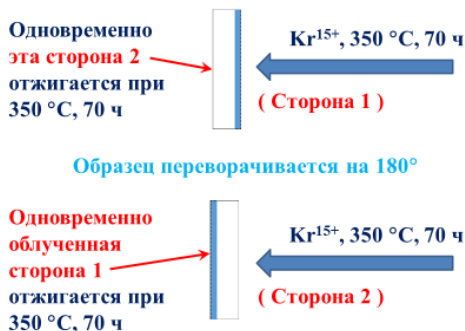 Одновременно
эта сторона 2
отжигается при
350 °C, 70 ч
Kr15+, 350 °C, 70 ч
( Сторона 1 )
Образец переворачивается на 180°
Одновременно
облученная
сторона 1
отжигается при
350 °C, 70 ч
Kr15+, 350 °C, 70 ч
( Сторона 2 )